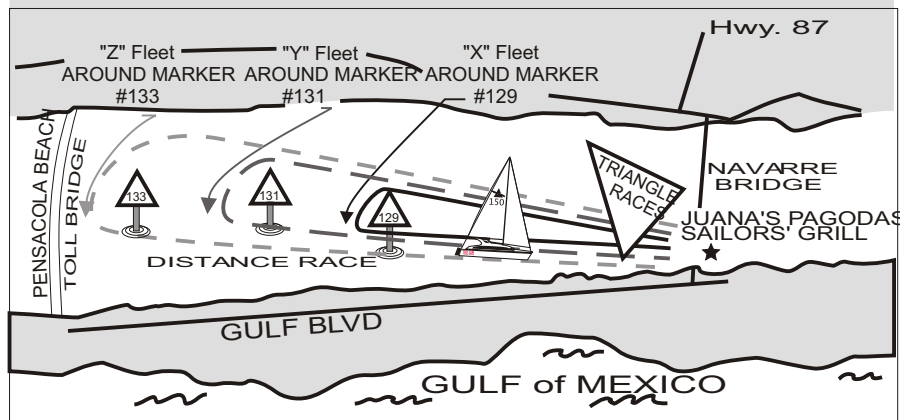 Hwy. 87
"Z" Fleet
AROUND MARKER
#133
"Y" Fleet
AROUND MARKER
#131
"X" Fleet
AROUND MARKER
#129
PENSACOLA BEACH
TOLL BRIDGE
133
131
129
150
TRIANGLE
RACES
NAVARRE
BRIDGE
JUANA'S PAGODAS
SAILORS' GRILL
DISTANCE RACE
GULF BLVD
GULF of MEXICO